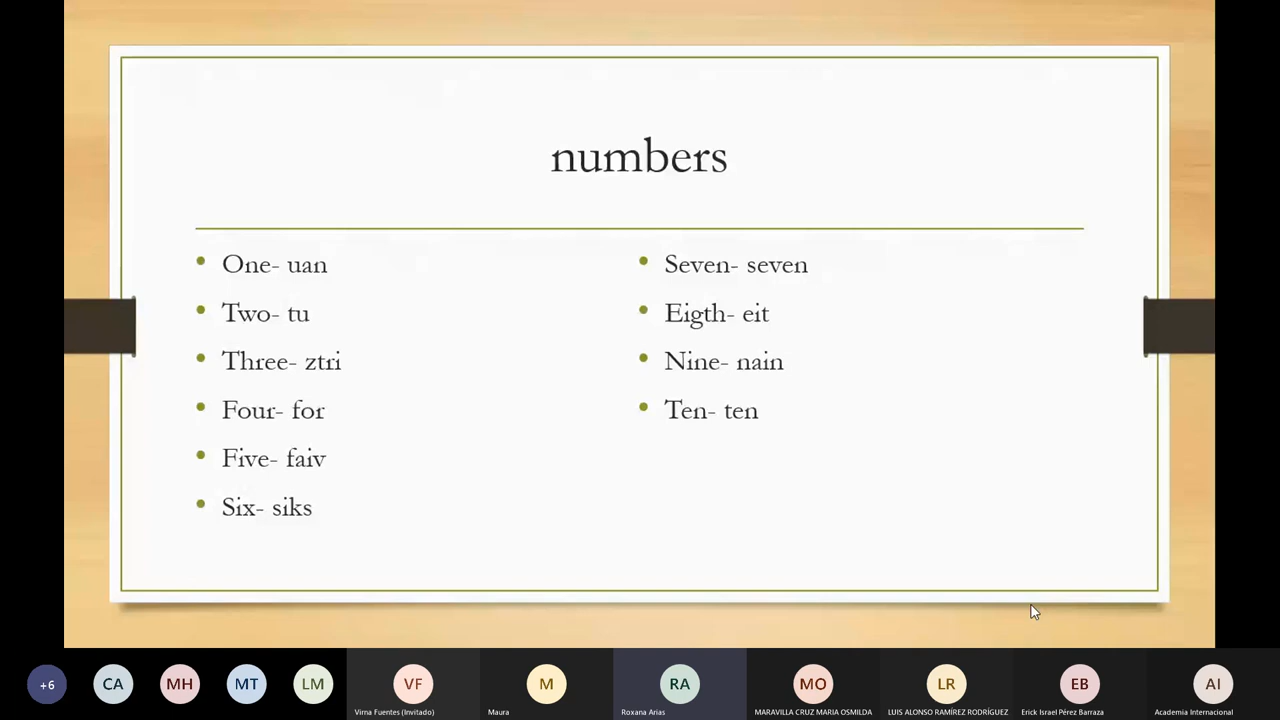 numbers
One- uan
Two- tu
Three- ztri
Four- for
Five- faiv
Six- siks
Seven- seven
Eigth- eit
Nine- nain
Ten- ten
+6
CA
MH
MT
LM
VF
M
RA
MO
LR
EB
AI
Virna Fuentes (Invitado)
Maura
Roxana Arias
MARAVILLA CRUZ MARIA OSMILDA
LUIS ALONSO RAMÍREZ RODRÍGUEZ
Erick Israel Pérez Barraza
Academia Internacional